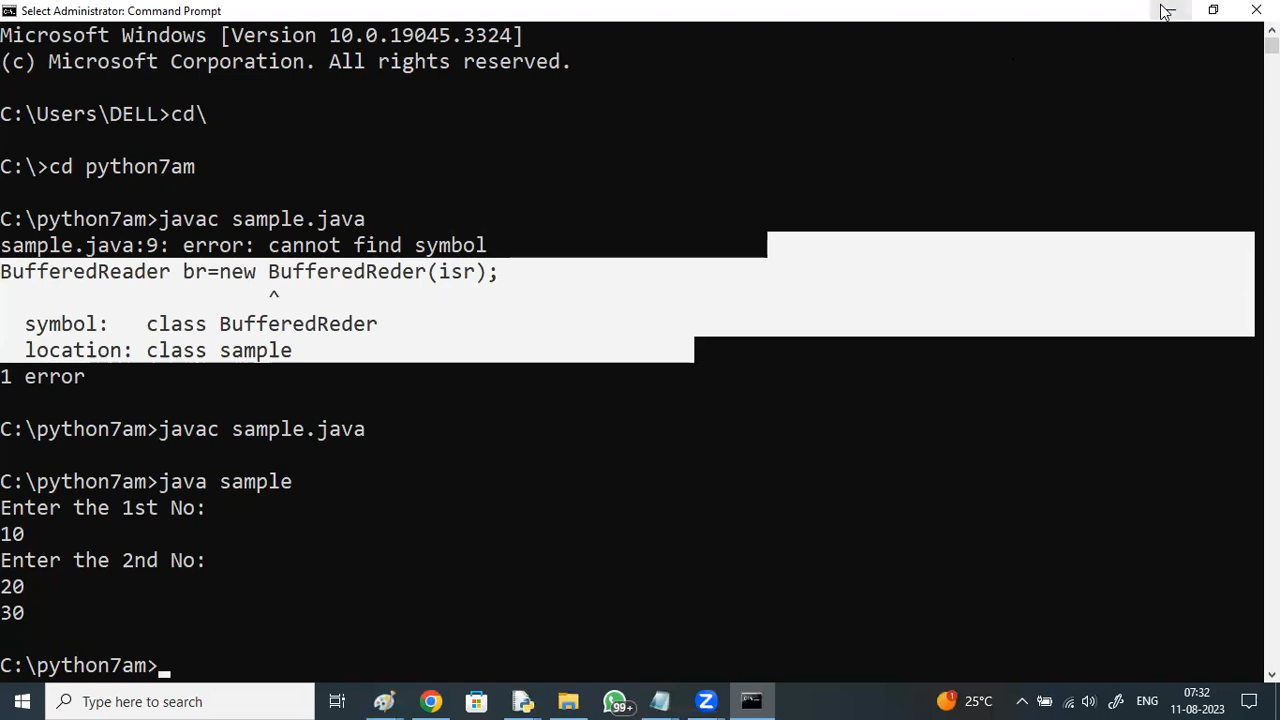 Select Administrator: Command Prompt
Microsoft Windows [Version 10.0.19045.3324]
(c) Microsoft Corporation. All rights reserved.
C:\Users\DELL>cd\
C:\>cd python7am
C:\python7am>javac sample.java
sample.java:9: error: cannot find symbol
BufferedReader br=new BufferedReder(isr);
^
symbol:   class BufferedReder
location: class sample
1 error
C:\python7am>javac sample.java
C:\python7am>java sample
Enter the 1st No:
10
Enter the 2nd No:
20
30
C:\python7am>
Type here to search
99+
1
25°C
ENG
07:32
11-08-2023